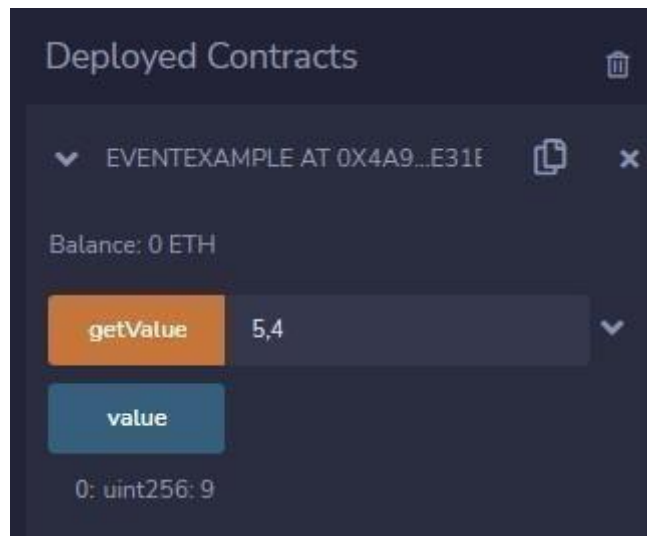 Deployed Contracts
EVENTEXAMPLE AT 0X4A9...E31E
Balance: 0 ETH
getValue 5,4
value
0: uint256: 9